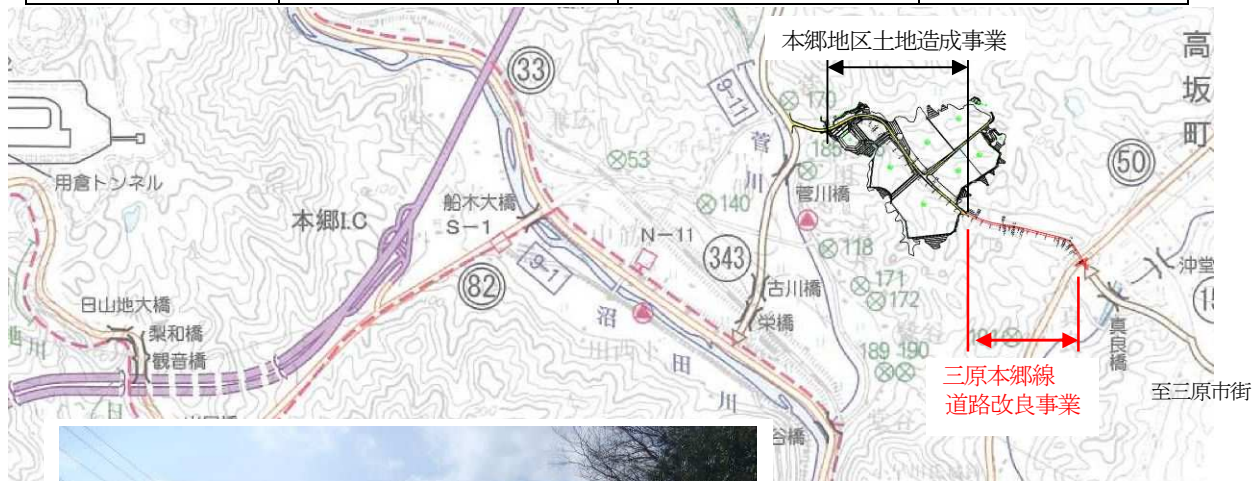 本郷地区土地造成事業
高坂町
33
9-11
菅川
17
185
53
50
用倉トンネル
船木大橋
菅川橋
本郷I.C
S-1
140
N-11
118
343
沖堂
82
9-1
171
172
古川橋
日山地大橋
沼田川
栄橋
梨和橋
真良橋
観音橋
189 190
191
三原本郷線
道路改良事業
至三原市街
谷橋